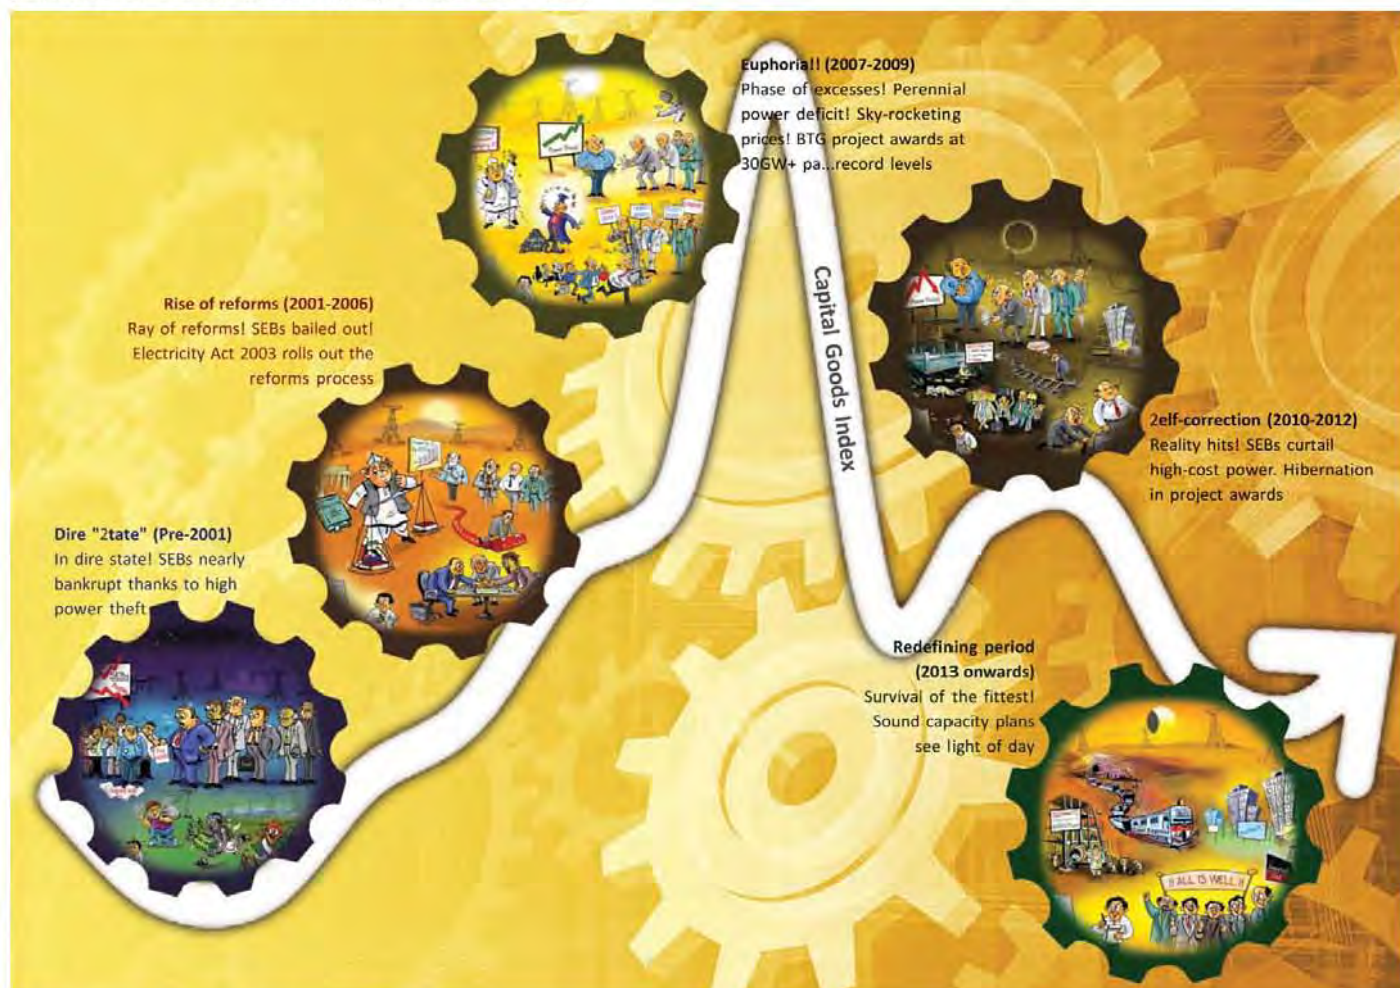 Euphoria!! (2007-2009)
Phase of excesses! Perennial
power deficit! Sky-rocketing
prices! BTG project awards at
30GW+ pa...record levels
Rise of reforms (2001-2006)
Ray of reforms! SEBs bailed out!
Electricity Act 2003 rolls out the
reforms process
Dire "2tate" (Pre-2001)
In dire state! SEBs nearly
bankrupt thanks to high
power theft
Capital Goods Index
2elf-correction (2010-2012)
Reality hits! SEBs curtail
high-cost power. Hibernation
in project awards
Redefining period
(2013 onwards)
Survival of the fittest!
Sound capacity plans
see light of day
!! ALL IS WELL !!